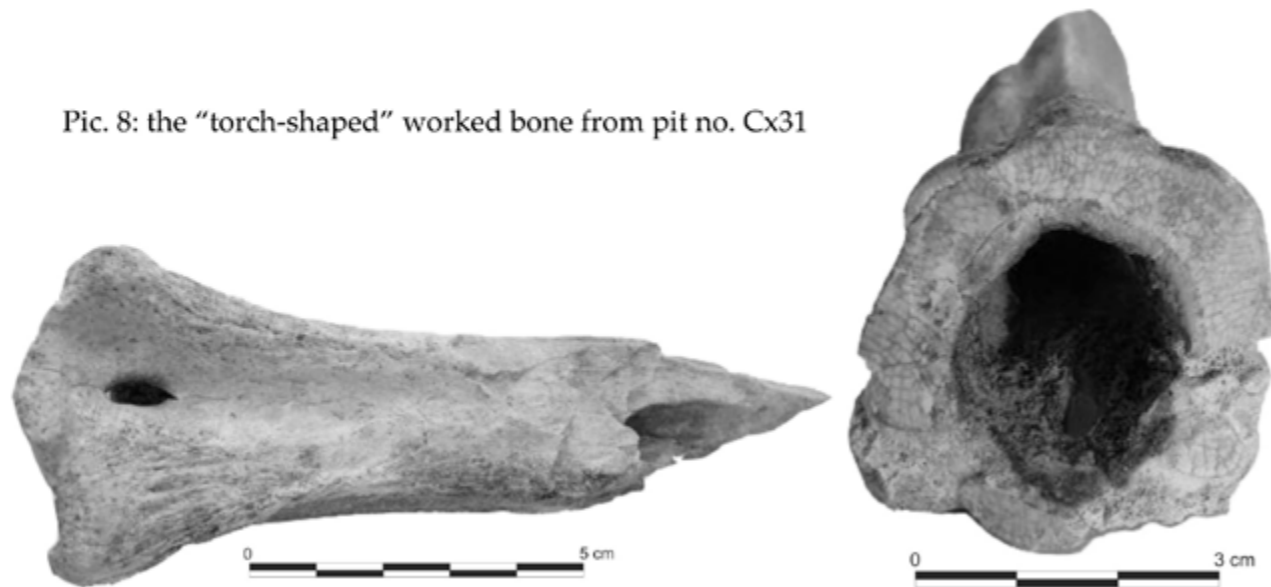 Pic. 8: the “torch-shaped” worked bone from pit no. Cx31
0 5 cm
0 3 cm